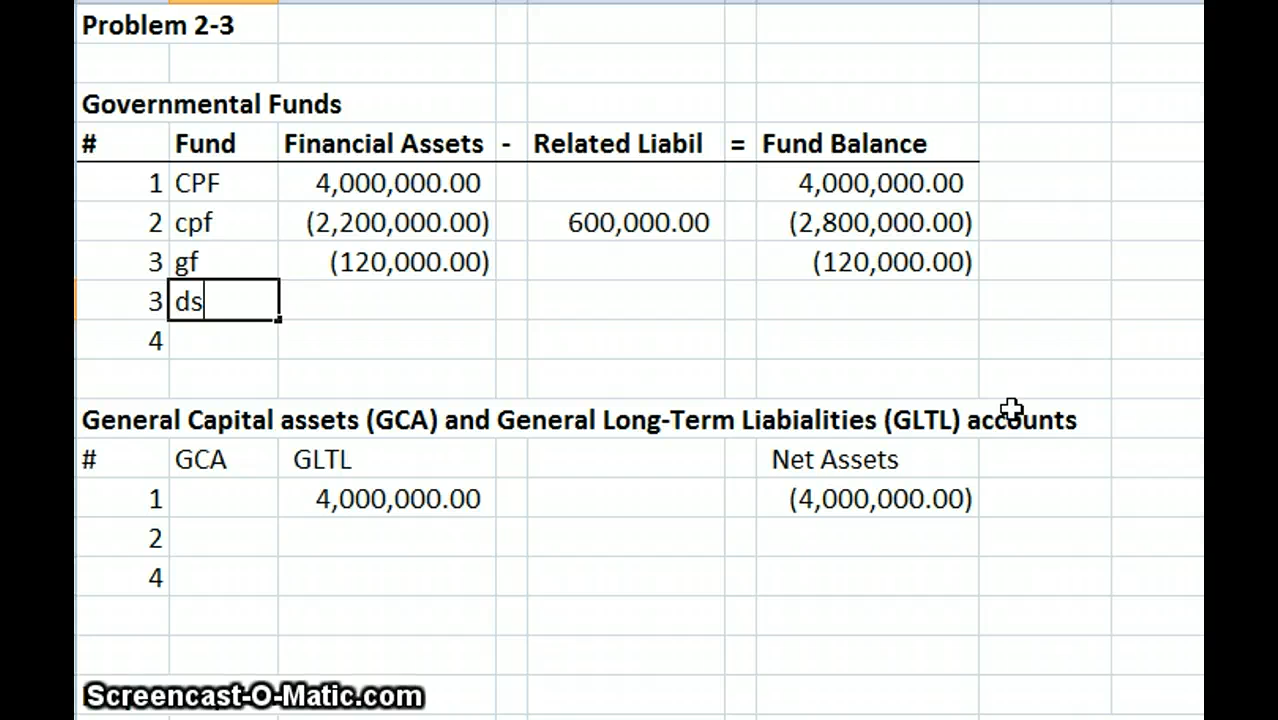 Problem 2-3
Governmental Funds
# Fund Financial Assets - Related Liabil = Fund Balance
1 CPF 4,000,000.00 4,000,000.00
2 cpf (2,200,000.00) 600,000.00 (2,800,000.00)
3 gf (120,000.00) (120,000.00)
3 ds
4
General Capital assets (GCA) and General Long-Term Liabialities (GLTL) accounts
# GCA GLTL Net Assets
1 4,000,000.00 (4,000,000.00)
2
4
Screencast-O-Matic.com